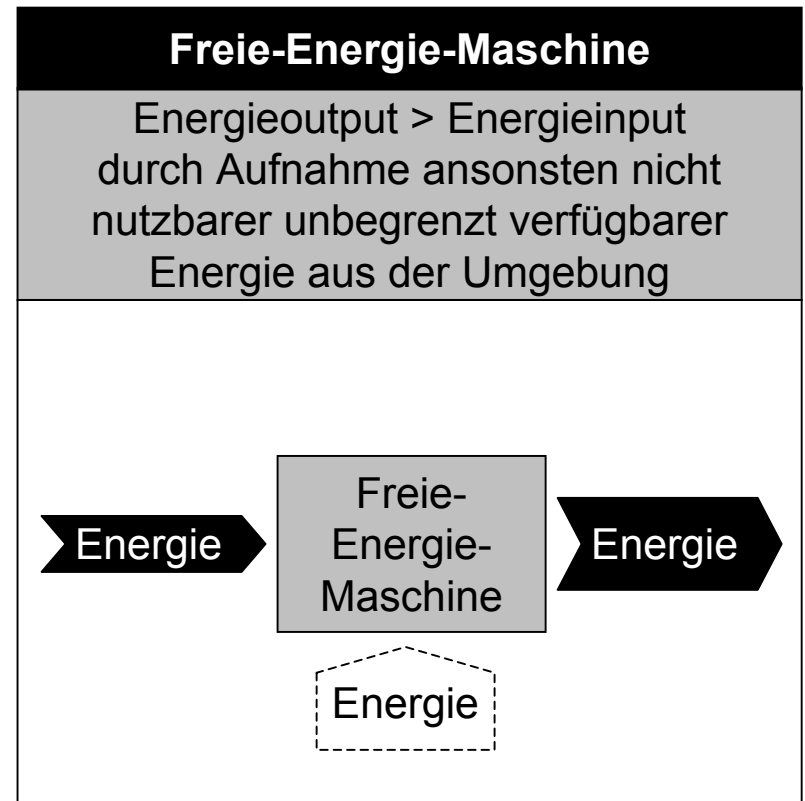 Freie-Energie-Maschine
Energieoutput > Energieinput
durch Aufnahme ansonsten nicht
nutzbarer unbegrenzt verfügbarer
Energie aus der Umgebung
Energie
Freie-
Energie-
Maschine
Energie
Energie